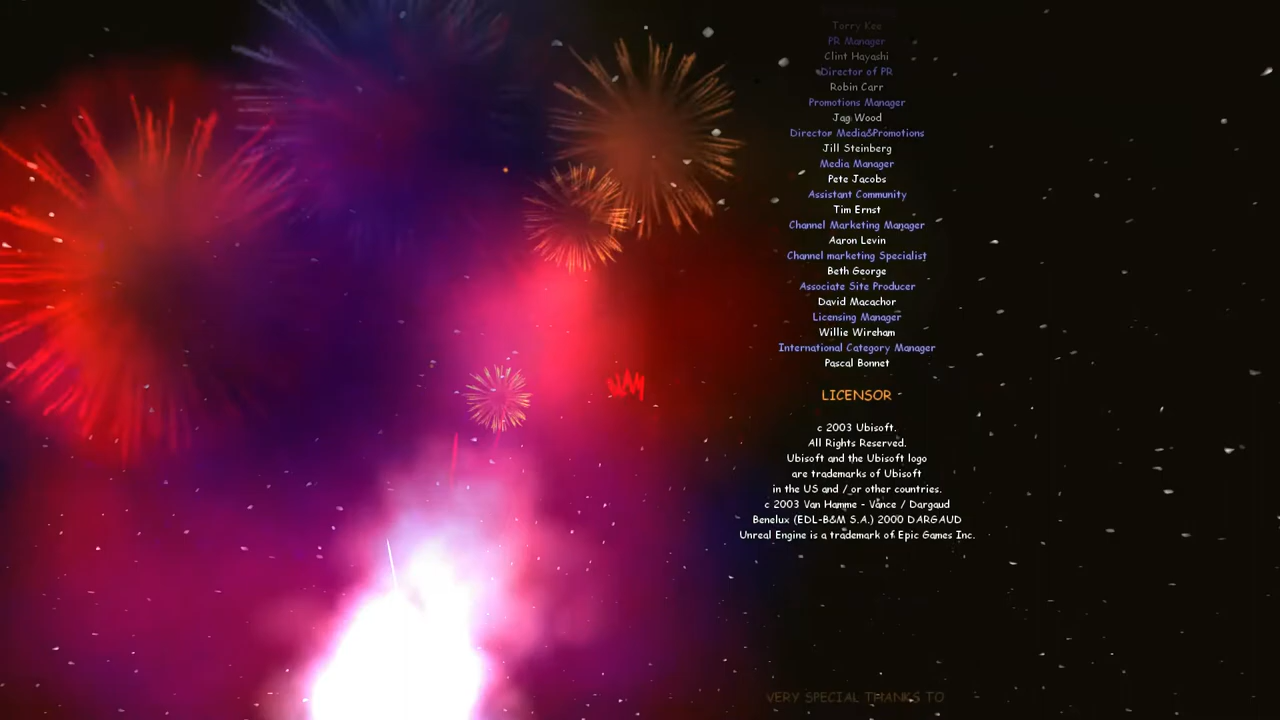 Terry Kee
PR Manager
Clint Hayashi
Director of PR
Robin Carr
Promotions Manager
Jag Wood
Director Media&Promotions
Jill Steinberg
Media Manager
Pete Jacobs
Assistant Community
Tim Ernst
Channel Marketing Manager
Aaron Levin
Channel marketing Specialist
Beth George
Associate Site Producer
David Macachor
Licensing Manager
Willie Wireham
International Category Manager
Pascal Bonnet
LICENSOR
c 2003 Ubisoft.
All Rights Reserved.
Ubisoft and the Ubisoft logo
are trademarks of Ubisoft
in the US and / or other countries.
c 2003 Van Hamme - Vance / Dargaud
Benelux (EDL-B&M S.A.) 2000 DARGAUD
Unreal Engine is a trademark of Epic Games Inc.
VERY SPECIAL THANKS TO